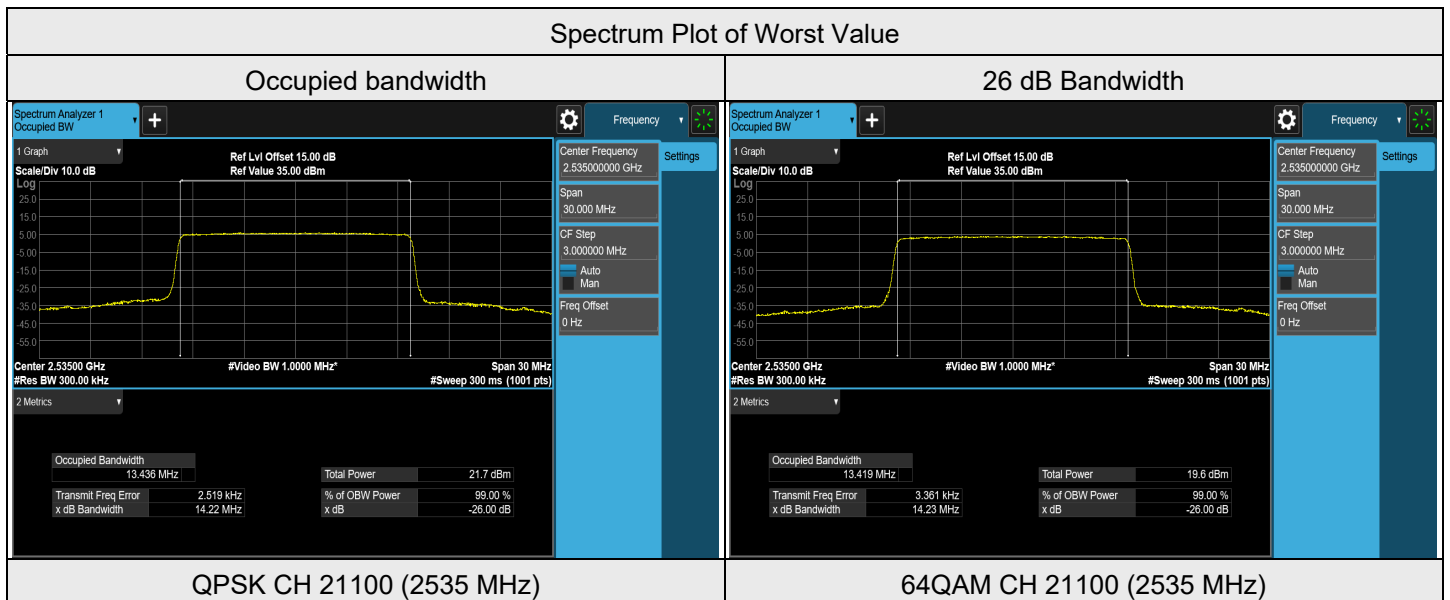 Spectrum Plot of Worst Value
Occupied bandwidth
26 dB Bandwidth
Spectrum Analyzer 1
Occupied BW
+
Frequency
1 Graph
Ref Lvl Offset 15.00 dB
Scale/Div 10.0 dB
Ref Value 35.00 dBm
Log
25.0
15.0
5.00
-5.00
-15.0
-25.0
-35.0
-45.0
-55.0
Center 2.53500 GHz
#Video BW 1.0000 MHz*
Span 30 MHz
#Res BW 300.00 kHz
#Sweep 300 ms (1001 pts)
Center Frequency
2.535000000 GHz
Settings
Span
30.000 MHz
CF Step
3.000000 MHz
Auto
Man
Freq Offset
0 Hz
2 Metrics
Occupied Bandwidth
13.436 MHz
Total Power 21.7 dBm
Transmit Freq Error 2.519 kHz
% of OBW Power 99.00 %
x dB Bandwidth 14.22 MHz
x dB -26.00 dB
Spectrum Analyzer 1
Occupied BW
+
Frequency
1 Graph
Ref Lvl Offset 15.00 dB
Scale/Div 10.0 dB
Ref Value 35.00 dBm
Log
25.0
15.0
5.00
-5.00
-15.0
-25.0
-35.0
-45.0
-55.0
Center 2.53500 GHz
#Video BW 1.0000 MHz*
Span 30 MHz
#Res BW 300.00 kHz
#Sweep 300 ms (1001 pts)
Center Frequency
2.535000000 GHz
Settings
Span
30.000 MHz
CF Step
3.000000 MHz
Auto
Man
Freq Offset
0 Hz
2 Metrics
Occupied Bandwidth
13.419 MHz
Total Power 19.6 dBm
Transmit Freq Error 3.361 kHz
% of OBW Power 99.00 %
x dB Bandwidth 14.23 MHz
x dB -26.00 dB
QPSK CH 21100 (2535 MHz)
64QAM CH 21100 (2535 MHz)